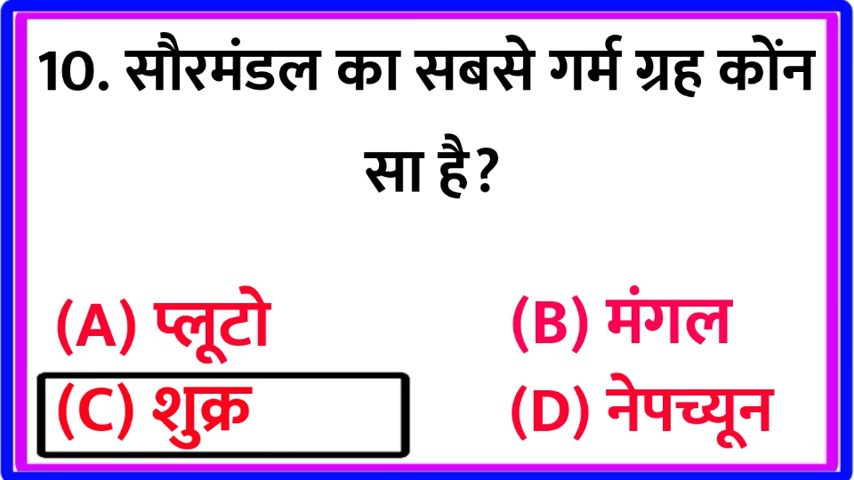 10. सौरमंडल का सबसे गर्म ग्रह कोंन
सा है?
(A) प्लूटो
(B) मंगल
(C) शुक्र
(D) नेपच्यून